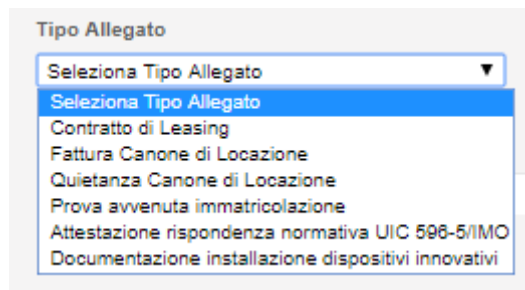 Tipo Allegato
Seleziona Tipo Allegato
Seleziona Tipo Allegato
Contratto di Leasing
Fattura Canone di Locazione
Quietanza Canone di Locazione
Prova avvenuta immatricolazione
Attestazione rispondenza normativa UIC 596-5/IMO
Documentazione installazione dispositivi innovativi